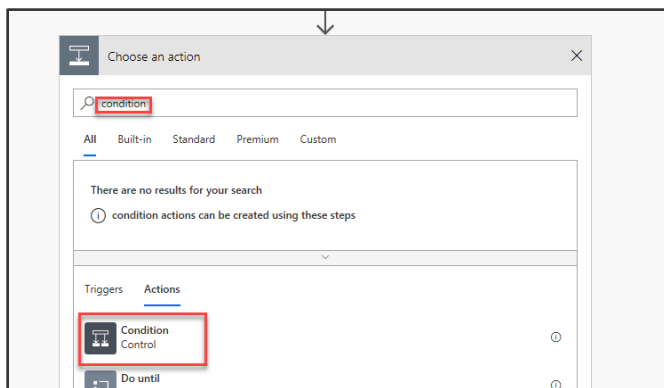 Choose an action
condition
All Built-in Standard Premium Custom
There are no results for your search
condition actions can be created using these steps
Triggers Actions
Condition
Control
Do until